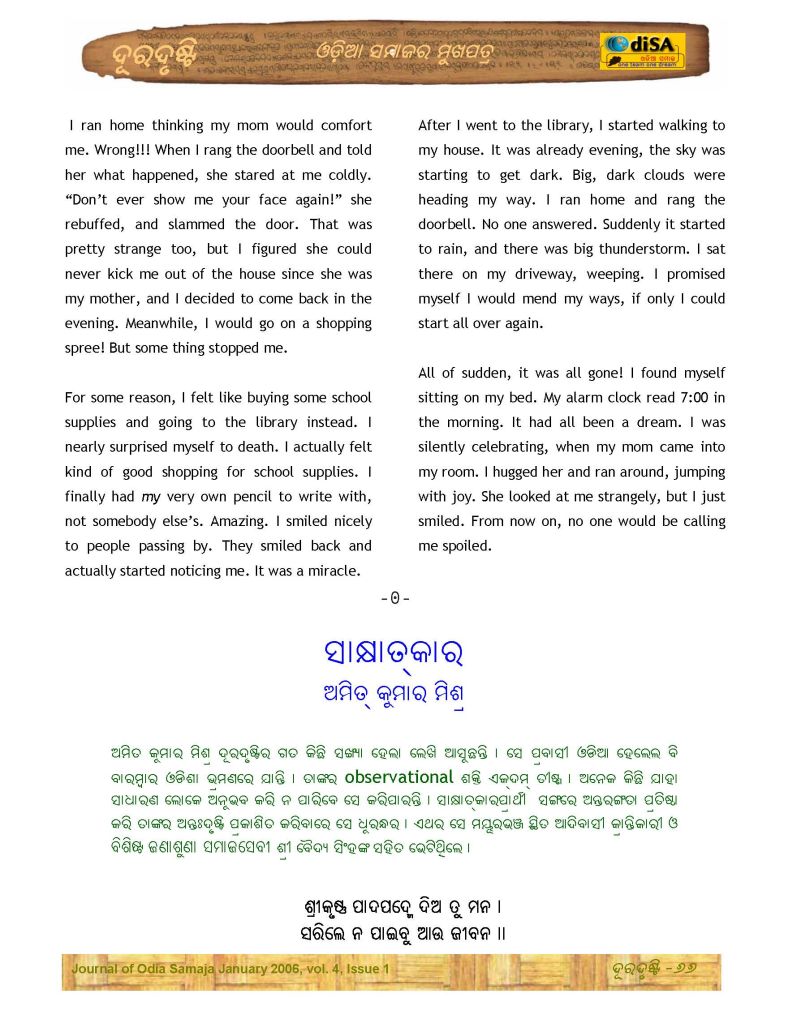 ଦୂରଦୃଷ୍ଟି
ଓଡ଼ିଆ ସମାଜର ମୁଖପତ୍ର
diSA
ଓଡ଼ିଆ ସମାଜ
one team one dream
I ran home thinking my mom would comfort
me. Wrong!!! When I rang the doorbell and told
her what happened, she stared at me coldly.
“Don’t ever show me your face again!” she
rebuffed, and slammed the door. That was
pretty strange too, but I figured she could
never kick me out of the house since she was
my mother, and I decided to come back in the
evening. Meanwhile, I would go on a shopping
spree! But some thing stopped me.
For some reason, I felt like buying some school
supplies and going to the library instead. I
nearly surprised myself to death. I actually felt
kind of good shopping for school supplies. I
finally had my very own pencil to write with,
not somebody else’s. Amazing. I smiled nicely
to people passing by. They smiled back and
actually started noticing me. It was a miracle.
After I went to the library, I started walking to
my house. It was already evening, the sky was
starting to get dark. Big, dark clouds were
heading my way. I ran home and rang the
doorbell. No one answered. Suddenly it started
to rain, and there was big thunderstorm. I sat
there on my driveway, weeping. I promised
myself I would mend my ways, if only I could
start all over again.
All of sudden, it was all gone! I found myself
sitting on my bed. My alarm clock read 7:00 in
the morning. It had all been a dream. I was
silently celebrating, when my mom came into
my room. I hugged her and ran around, jumping
with joy. She looked at me strangely, but I just
smiled. From now on, no one would be calling
me spoiled.
-0-
ସାକ୍ଷାତ୍‌କାର
ଅମିତ୍ କୁମାର ମିଶ୍ର
ଅମିତ କୁମାର ମିଶ୍ର ଦୂରଦୃଷ୍ଟିର ଗତ କିଛି ସଖ୍ୟା ହେଲା ଲେଖି ଆସୁଛନ୍ତି । ସେ ପ୍ରବାସୀ ଓଡିଆ ହେଲେଲ ବି
ବାରମ୍ବାର ଓଡିଶା ଭ୍ରମଣରେ ଯାନ୍ତି । ତାଙ୍କର observational ଶକ୍ତି ଏକ୍‌ଦମ୍ ତୀଷ୍ଣ । ଅନେକ କିଛି ଯାହା
ସାଧାରଣ ଲୋକେ ଅନୁଭବ କରି ନ ପାରିବେ ସେ କରିପାରନ୍ତି । ସାକ୍ଷାତ୍‌କାରପ୍ରାର୍ଥୀ ସଙ୍ଗରେ ଅନ୍ତରଙ୍ଗତା ପ୍ରତିଷ୍ଠା
କରି ତାଙ୍କର ଅନ୍ତଃଦୃଷ୍ଟି ପ୍ରକାଶିତ କରିବାରେ ସେ ଧୁରନ୍ଧର । ଏଥର ସେ ମୟୂରଭଞ୍ଜ ସ୍ଥିତ ଆଦିବାସୀ କ୍ରାନ୍ତିକାରୀ ଓ
ବିଶିଷ୍ଟ ଜଣାଶୁଣା ସମାଜସେବୀ ଶ୍ରୀ ବୈଦ୍ୟ ସିଂହଙ୍କ ସହିତ ଭେଟିଥିଲେ ।
ଶ୍ରୀକୃଷ୍ଣ ପାଦପଦ୍ମେ ଦିଅ ତୁ ମନ ।
ସରିଲେ ନ ପାଇବୁ ଆଉ ଜୀବନ ।।
Journal of Odia Samaja January 2006, vol. 4, Issue 1
ଦୂରଦୃଷ୍ଟି - ୬୬